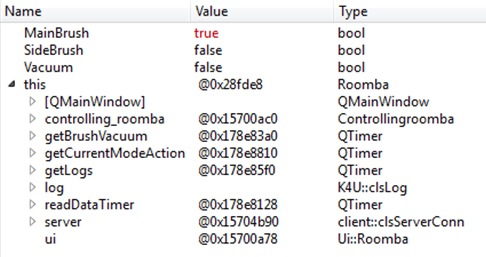 Name Value Type
MainBrush true bool
SideBrush false bool
Vacuum false bool
this @0x28fde8 Roomba
[QMainWindow] QMainWindow
controlling_roomba @0x15700ac0 Controllingroomba
getBrushVacuum @0x178e83a0 QTimer
getCurrentModeAction @0x178e8810 QTimer
getLogs @0x178e85f0 QTimer
log K4U::clsLog
readDataTimer @0x178e8128 QTimer
server @0x15704b90 client::clsServerConn
ui @0x15700a78 Ui::Roomba